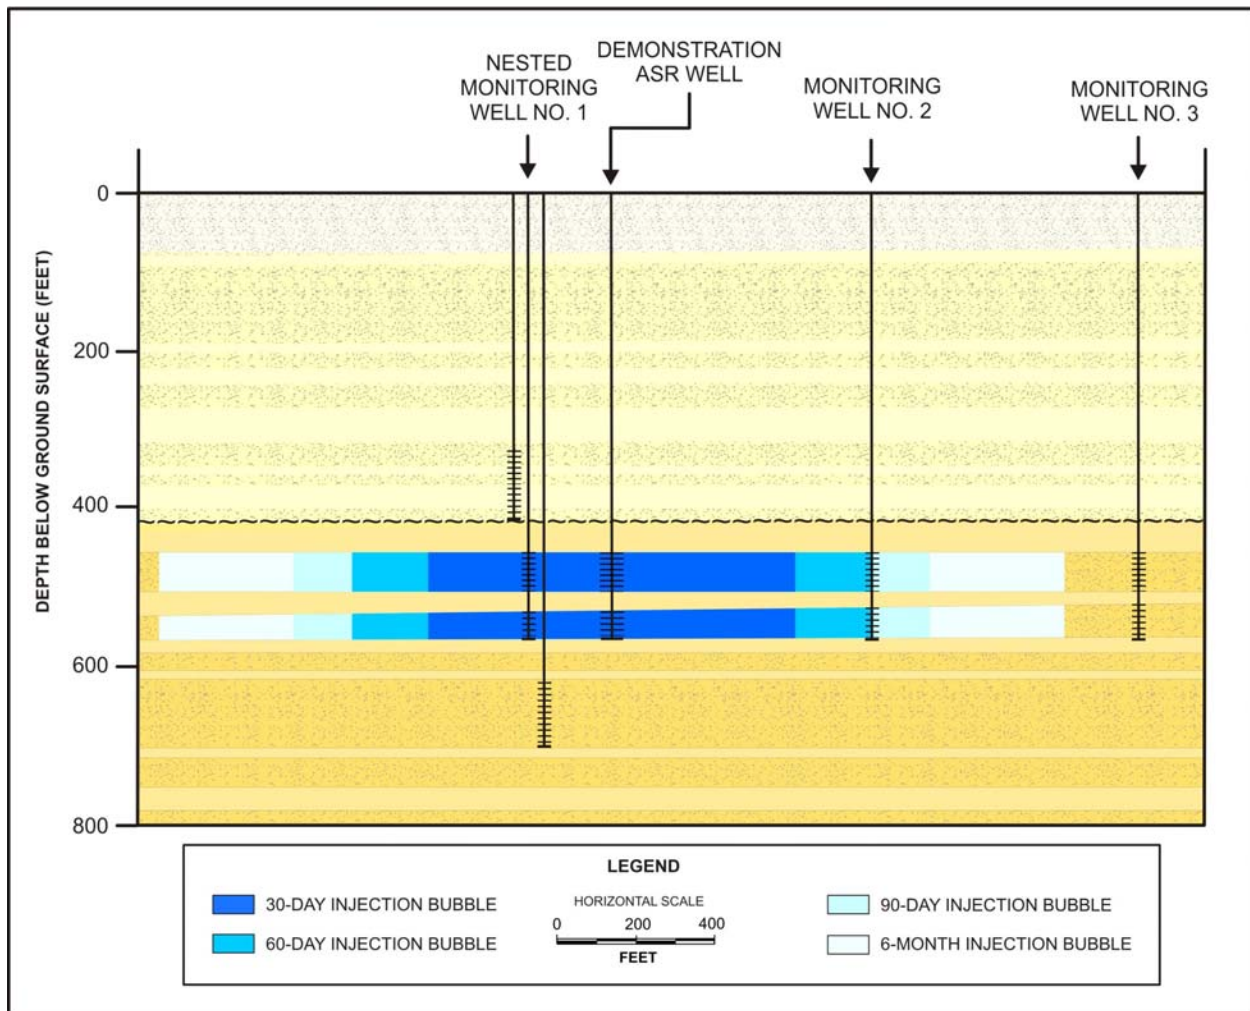 NESTED
MONITORING
WELL NO. 1
DEMONSTRATION
ASR WELL
MONITORING
WELL NO. 2
MONITORING
WELL NO. 3
DEPTH BELOW GROUND SURFACE (FEET)
0
200
400
600
800
LEGEND
30-DAY INJECTION BUBBLE
60-DAY INJECTION BUBBLE
HORIZONTAL SCALE
0 200 400
FEET
90-DAY INJECTION BUBBLE
6-MONTH INJECTION BUBBLE